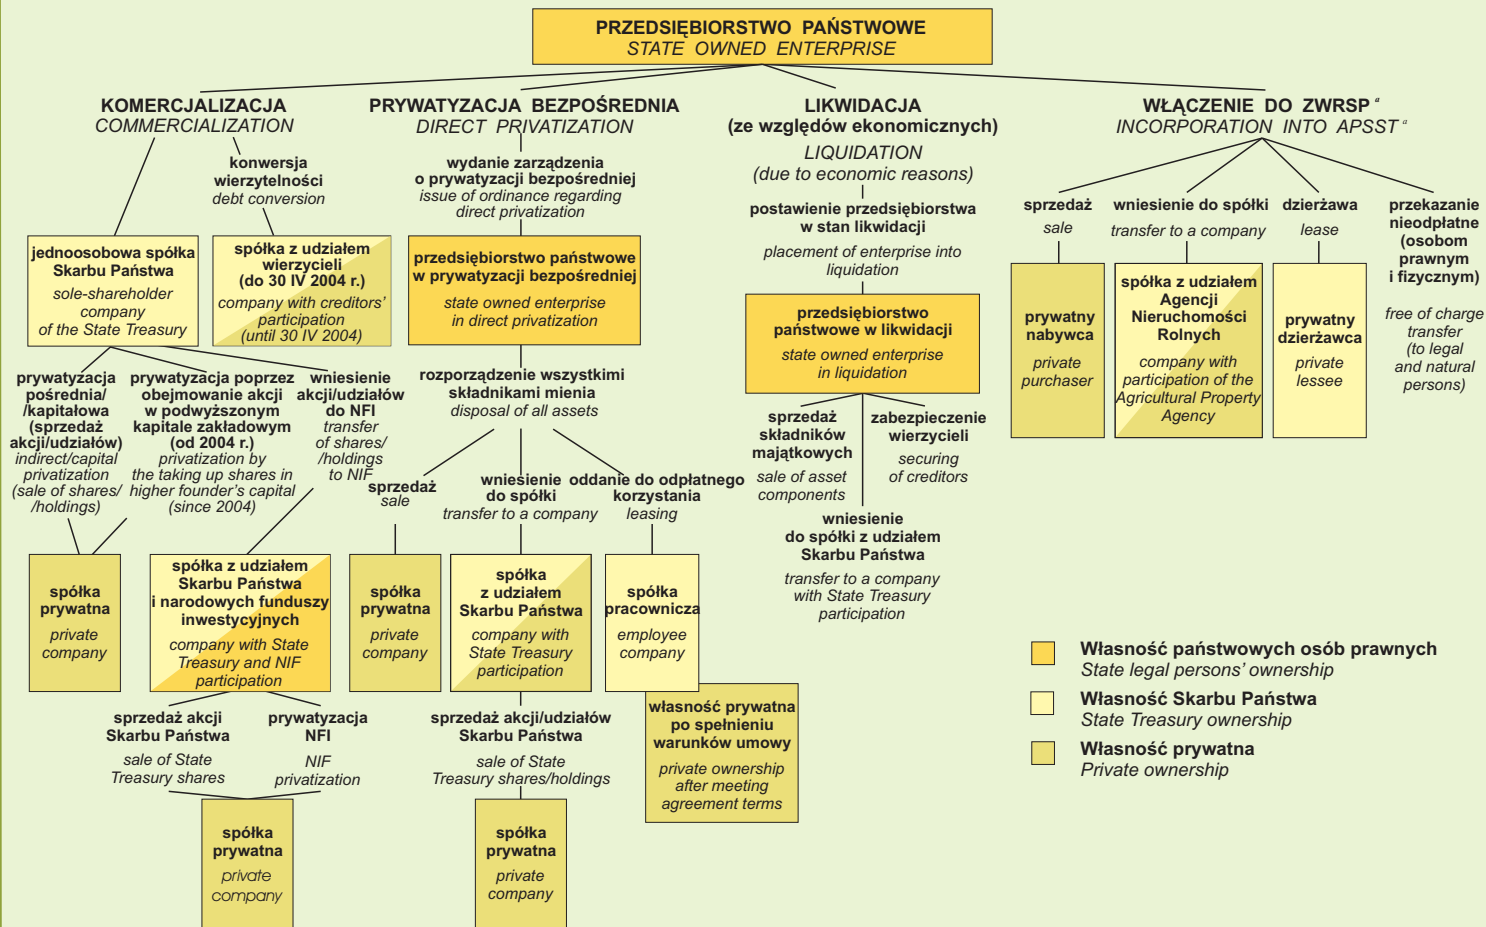 PRZEDSIĘBIORSTWO PAŃSTWOWE
STATE OWNED ENTERPRISE
KOMERCJALIZACJA
COMMERCIALIZATION
konwersja
wierzytelności
debt conversion
jednoosobowa spółka
Skarbu Państwa
sole-shareholder
company
of the State Treasury
spółka z udziałem
wierzycieli
(do 30 IV 2004 r.)
company with creditors'
participation
(until 30 IV 2004)
prywatyzacja
pośrednia/
/kapitałowa
(sprzedaż
akcji/udziałów)
indirect/capital
privatization
(sale of shares/
/holdings)
prywatyzacja poprzez
obejmowanie akcji
w podwyższonym
kapitale zakładowym
(od 2004 r.)
privatization by
the taking up shares in
higher founder's capital
(since 2004)
wniesienie
akcji/udziałów
do NFI
transfer
of shares/
/holdings
to NIF
spółka
prywatna
private
company
spółka z udziałem
Skarbu Państwa
i narodowych funduszy
inwestycyjnych
company with State
Treasury and NIF
participation
sprzedaż akcji
Skarbu Państwa
sale of State
Treasury shares
prywatyzacja
NFI
NIF
privatization
spółka
prywatna
private
company
PRYWATYZACJA BEZPOŚREDNIA
DIRECT PRIVATIZATION
wydanie zarządzenia
o prywatyzacji bezpośredniej
issue of ordinance regarding
direct privatization
przedsiębiorstwo państwowe
w prywatyzacji bezpośredniej
state owned enterprise
in direct privatization
rozporządzenie wszystkimi
składnikami mienia
disposal of all assets
sprzedaż
sale
wniesienie
do spółki
transfer to a company
oddanie do odpłatnego
korzystania
leasing
spółka
prywatna
private
company
spółka
z udziałem
Skarbu Państwa
company with
State Treasury
participation
spółka
pracownicza
employee
company
sprzedaż akcji/udziałów
Skarbu Państwa
sale of State
Treasury shares/holdings
własność prywatna
po spełnieniu
warunków umowy
private ownership
after meeting
agreement terms
spółka
prywatna
private
company
LIKWIDACJA
(ze względów ekonomicznych)
LIQUIDATION
(due to economic reasons)
postawienie przedsiębiorstwa
w stan likwidacji
placement of enterprise into
liquidation
przedsiębiorstwo
państwowe w likwidacji
state owned enterprise
in liquidation
sprzedaż
składników
majątkowych
sale of asset
components
zabezpieczenie
wierzycieli
securing
of creditors
wniesienie
do spółki z udziałem
Skarbu Państwa
transfer to a company
with State Treasury
participation
WŁĄCZENIE DO ZWRSP a
INCORPORATION INTO APSST a
sprzedaż
sale
wniesienie do spółki
transfer to a company
dzierżawa
lease
przekazanie
nieodpłatne
(osobom
prawnym
i fizycznym)
free of charge
transfer
(to legal
and natural
persons)
prywatny
nabywca
private
purchaser
spółka z udziałem
Agencji
Nieruchomości
Rolnych
company with
participation of the
Agricultural Property
Agency
prywatny
dzierżawca
private
lessee
Własność państwowych osób prawnych
State legal persons' ownership
Własność Skarbu Państwa
State Treasury ownership
Własność prywatna
Private ownership